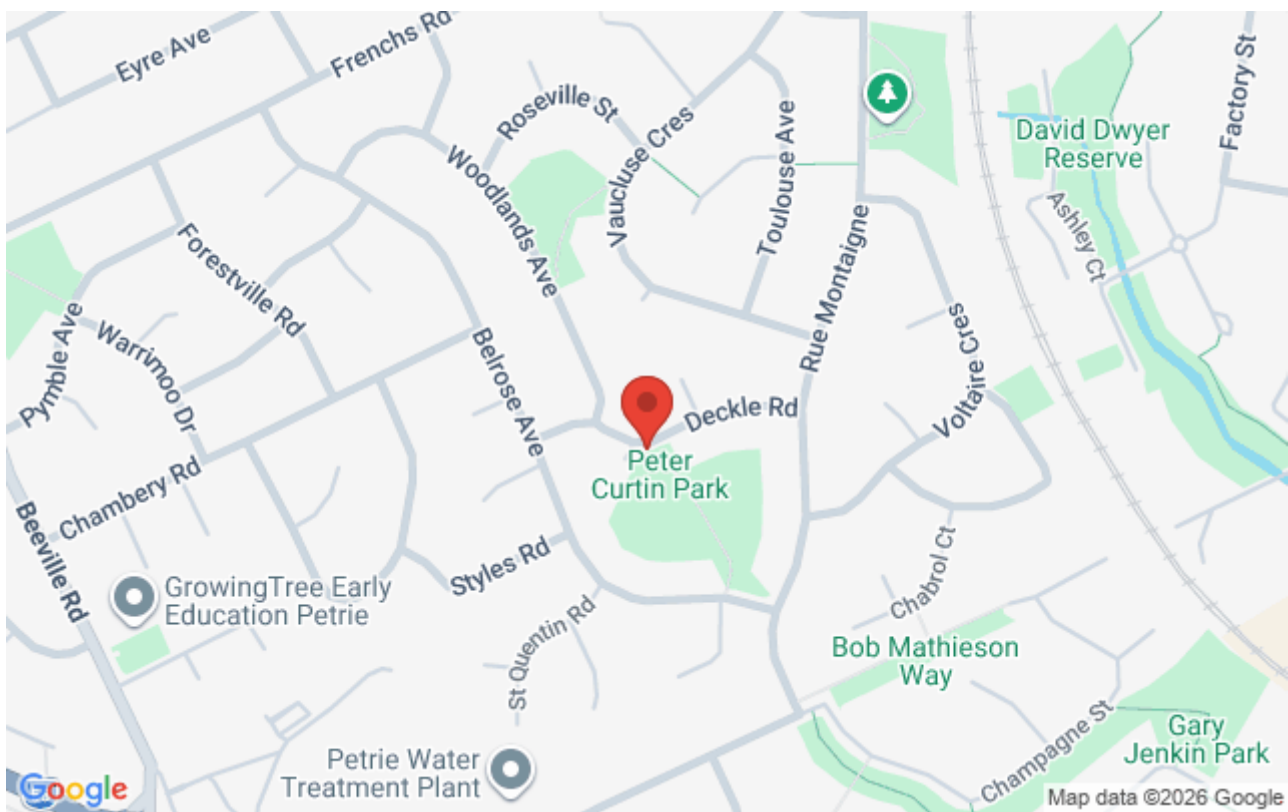 Eyre Ave
Frenchs Rd
Roseville St
Vaucluse Cres
Toulouse Ave
David Dwyer
Reserve
Factory St
Ashley Ct
Woodlands Ave
Forestville Rd
Pymble Ave
Warrimoo Dr
Belrose Ave
Rue Montaigne
Voltaire Cres
Deckle Rd
Peter
Curtin Park
Chambery Rd
Beeville Rd
Styles Rd
GrowingTree Early
Education Petrie
St Quentin Rd
Chabrol Ct
Bob Mathieson
Way
Champagne St
Gary
Jenkin Park
Petrie Water
Treatment Plant
Google
Map data ©2026 Google